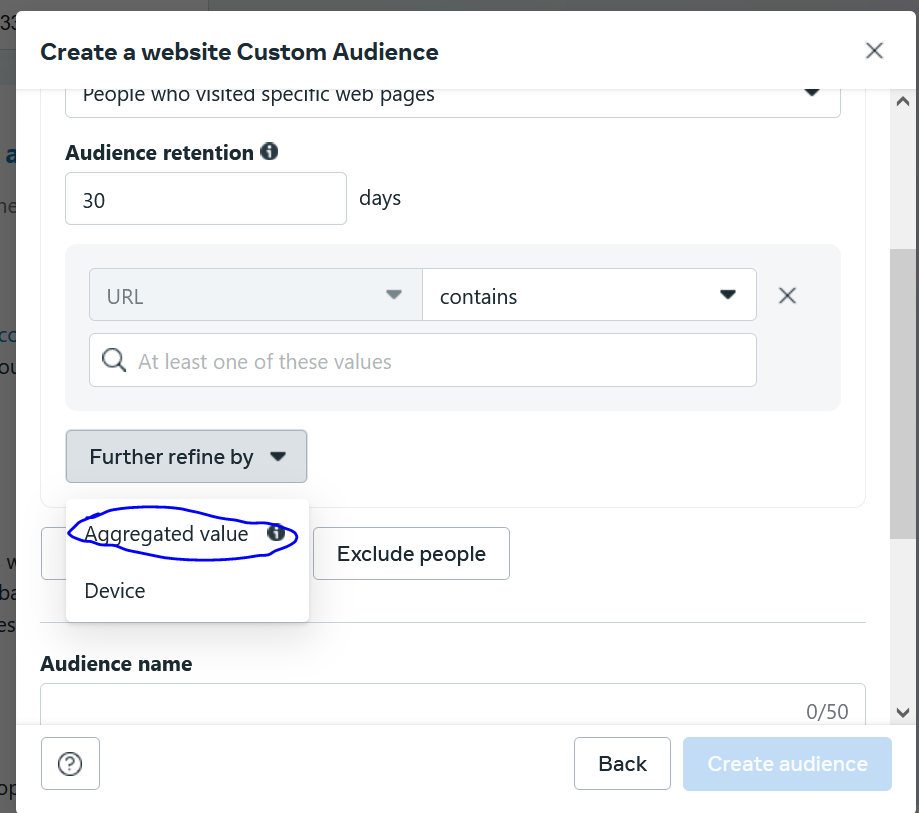 33
Create a website Custom Audience
People who visited specific web pages
Audience retention
30 days
URL contains
At least one of these values
Further refine by
Aggregated value
Device
Exclude people
Audience name
0/50
Back Create audience